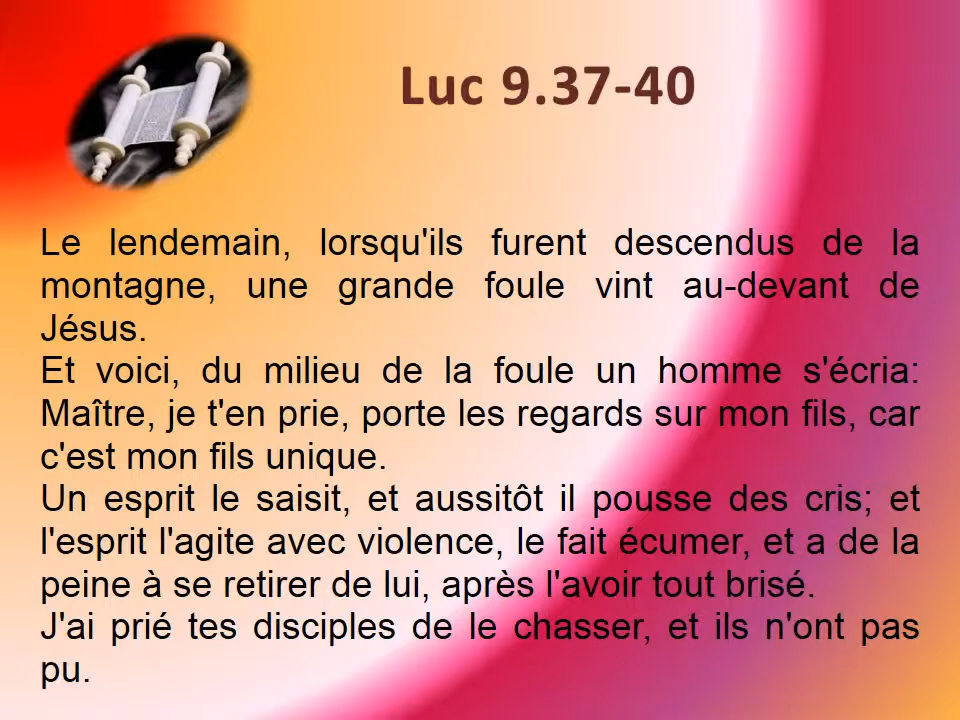 Luc 9.37-40
Le lendemain, lorsqu'ils furent descendus de la
montagne, une grande foule vint au-devant de
Jésus.
Et voici, du milieu de la foule un homme s'écria:
Maître, je t'en prie, porte les regards sur mon fils, car
c'est mon fils unique.
Un esprit le saisit, et aussitôt il pousse des cris; et
l'esprit l'agite avec violence, le fait écumer, et a de la
peine à se retirer de lui, après l'avoir tout brisé.
J'ai prié tes disciples de le chasser, et ils n'ont pas
pu.